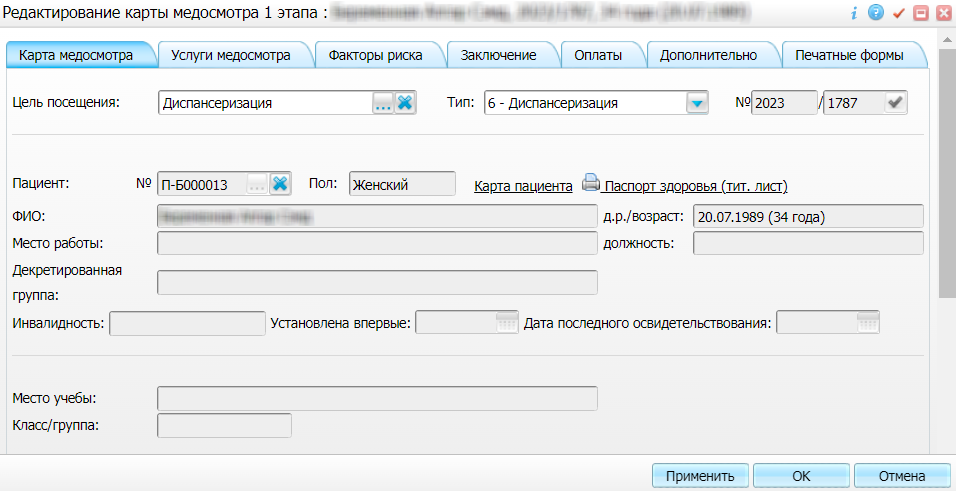 Редактирование карты медосмотра 1 этапа :
Карта медосмотра Услуги медосмотра Факторы риска Заключение Оплаты Дополнительно Печатные формы
Цель посещения: Диспансеризация ... Тип: 6 - Диспансеризация № 2023 / 1787
Пациент: № П-Б000013 ... Пол: Женский Карта пациента Паспорт здоровья (тит. лист)
ФИО: д.р./возраст: 20.07.1989 (34 года)
Место работы: должность:
Декретированная
группа:
Инвалидность: Установлена впервые: Дата последнего освидетельствования:
Место учебы:
Класс/группа:
Применить OK Отмена